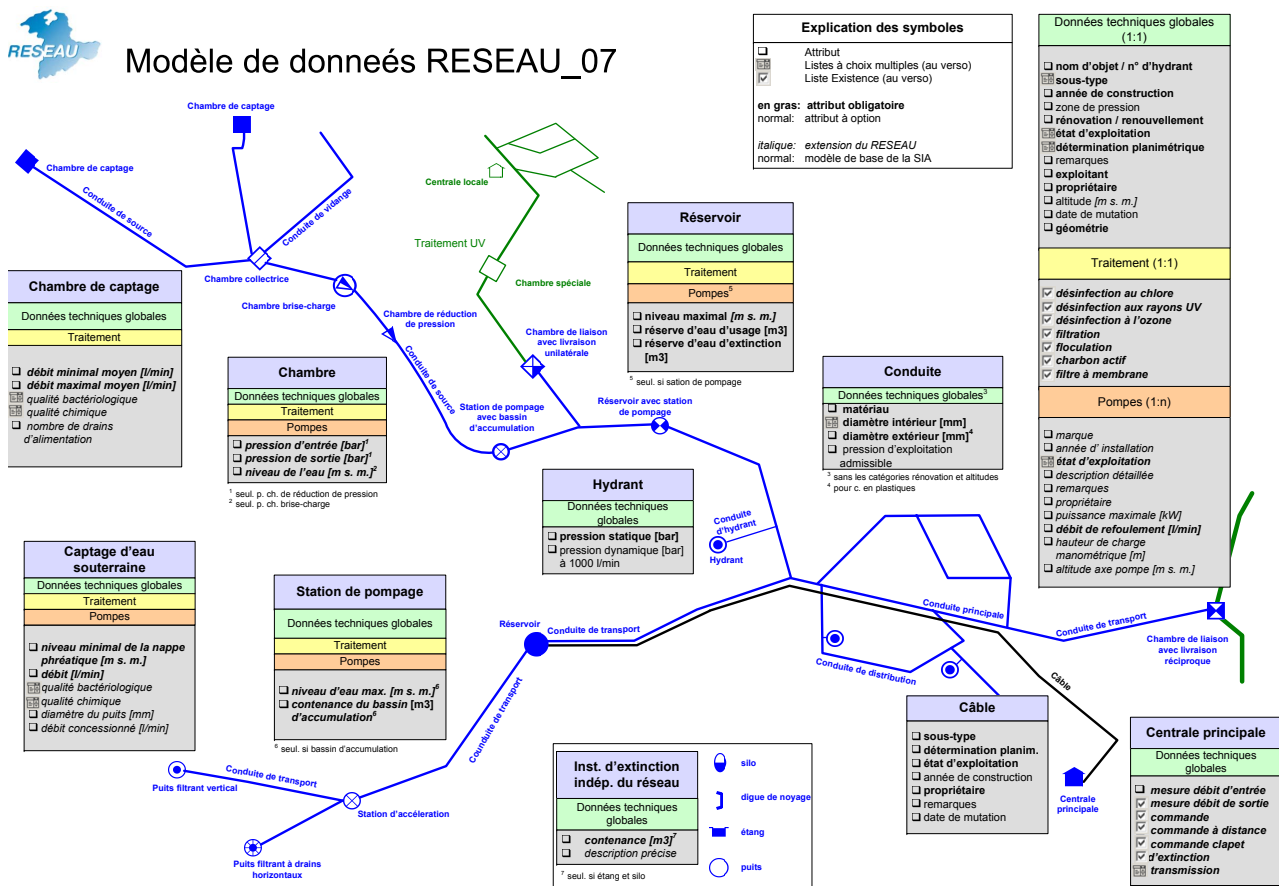 RESEAU
Modèle de donneés RESEAU_07
Explication des symboles
Attribut
Listes à choix multiples (au verso)
Liste Existence (au verso)
en gras: attribut obligatoire
normal: attribut à option
italique: extension du RESEAU
normal: modèle de base de la SIA
Données techniques globales
(1:1)
nom d'objet / n° d'hydrant
sous-type
année de construction
zone de pression
rénovation / renouvellement
état d'exploitation
détermination planimétrique
remarques
exploitant
propriétaire
altitude [m s. m.]
date de mutation
géométrie
Traitement (1:1)
désinfection au chlore
désinfection aux rayons UV
désinfection à l'ozone
filtration
floculation
charbon actif
filtre à membrane
Pompes (1:n)
marque
année d' installation
état d'exploitation
description détaillée
remarques
propriétaire
puissance maximale [kW]
débit de refoulement [l/min]
hauteur de charge
manométrique [m]
altitude axe pompe [m s. m.]
Chambre de captage
Chambre de captage
Conduite de source
Conduite de vidange
Chambre collectrice
Chambre brise-charge
Centrale locale
Traitement UV
Chambre spéciale
Chambre de réduction
de pression
Chambre de liaison
avec livraison
unilatérale
Conduite de source
Station de pompage
avec bassin
d'accumulation
Réservoir avec station
de pompage
Chambre de captage
Données techniques globales
Traitement
débit minimal moyen [l/min]
débit maximal moyen [l/min]
qualité bactériologique
qualité chimique
nombre de drains
d'alimentation
Chambre
Données techniques globales
Traitement
Pompes
pression d'entrée [bar]1
pression de sortie [bar]1
niveau de l'eau [m s. m.]2
1 seul. p. ch. de réduction de pression
2 seul. p. ch. brise-charge
Réservoir
Données techniques globales
Traitement
Pompes5
niveau maximal [m s. m.]
réserve d'eau d'usage [m3]
réserve d'eau d'extinction
[m3]
5 seul. si sation de pompage
Conduite
Données techniques globales3
matériau
diamètre intérieur [mm]
diamètre extérieur [mm]4
pression d'exploitation
admissible
3 sans les catégories rénovation et altitudes
4 pour c. en plastiques
Hydrant
Données techniques
globales
pression statique [bar]
pression dynamique [bar]
à 1000 l/min
Conduite
d'hydrant
Hydrant
Captage d'eau
souterraine
Données techniques globales
Traitement
Pompes
niveau minimal de la nappe
phréatique [m s. m.]
débit [l/min]
qualité bactériologique
qualité chimique
diamètre du puits [mm]
débit concessionné [l/min]
Station de pompage
Données techniques globales
Traitement
Pompes
niveau d'eau max. [m s. m.]6
contenance du bassin [m3]
d'accumulation6
6 seul. si bassin d'accumulation
Réservoir
Conduite de transport
Counduite de transport
Conduite de transport
Puits filtrant vertical
Station d'accéleration
Puits filtrant à drains
horizontaux
Conduite principale
Conduite de transport
Conduite de distribution
Chambre de liaison
avec livraison
réciproque
Câble
Inst. d'extinction
indép. du réseau
Données techniques
globales
contenance [m3]7
description précise
7 seul. si étang et silo
silo
digue de noyage
étang
puits
Câble
sous-type
détermination planim.
état d'exploitation
année de construction
propriétaire
remarques
date de mutation
Centrale
principale
Centrale principale
Données techniques
globales
mesure débit d'entrée
mesure débit de sortie
commande
commande à distance
commande clapet
d'extinction
transmission